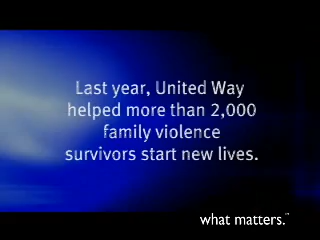 Last year, United Way
helped more than 2,000
family violence
survivors start new lives.
what matters.™